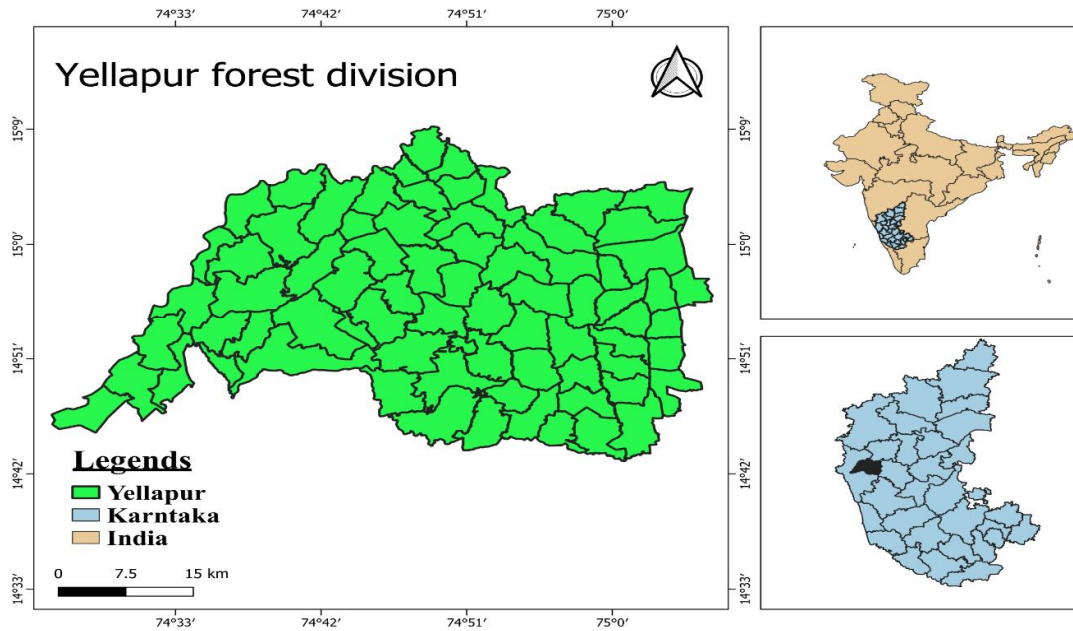 74°33' 74°42' 74°51' 75°0'
Yellapur forest division
15°9' 15°9'
15°0' 15°0'
14°51' 14°51'
14°42' 14°42'
14°33' 14°33'
Legends
Yellapur
Karntaka
India
0 7.5 15 km
74°33' 74°42' 74°51' 75°0'